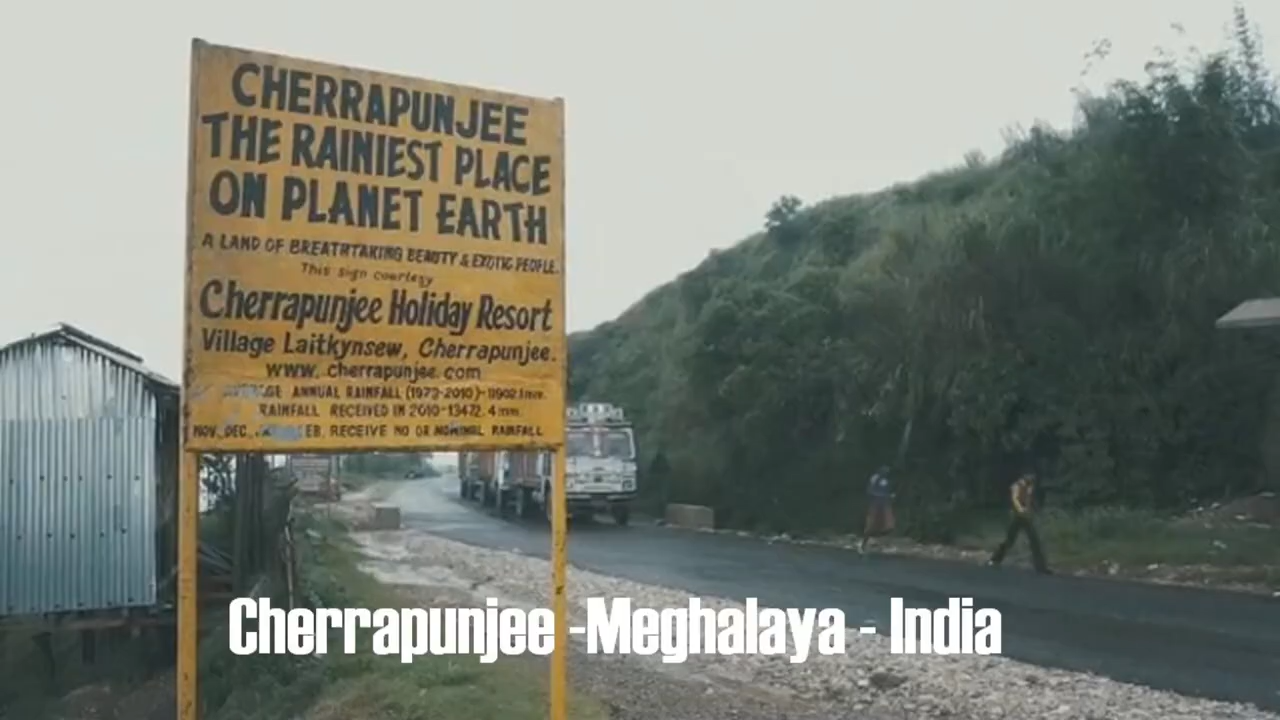 CHERRAPUNJEE
THE RAINIEST PLACE
ON PLANET EARTH
A LAND OF BREATHTAKING BEAUTY & EXOTIC PEOPLE.
This sign courtesy
Cherrapunjee Holiday Resort
Village Laitkynsew, Cherrapunjee.
www.cherrapunjee.com
ANNUAL RAINFALL (1973-2010)-11902.1mm.
RAINFALL RECEIVED IN 2010-13472.4mm.
NOV, DEC, RECEIVE NO OR NOMINAL RAINFALL
Cherrapunjee -Meghalaya - India